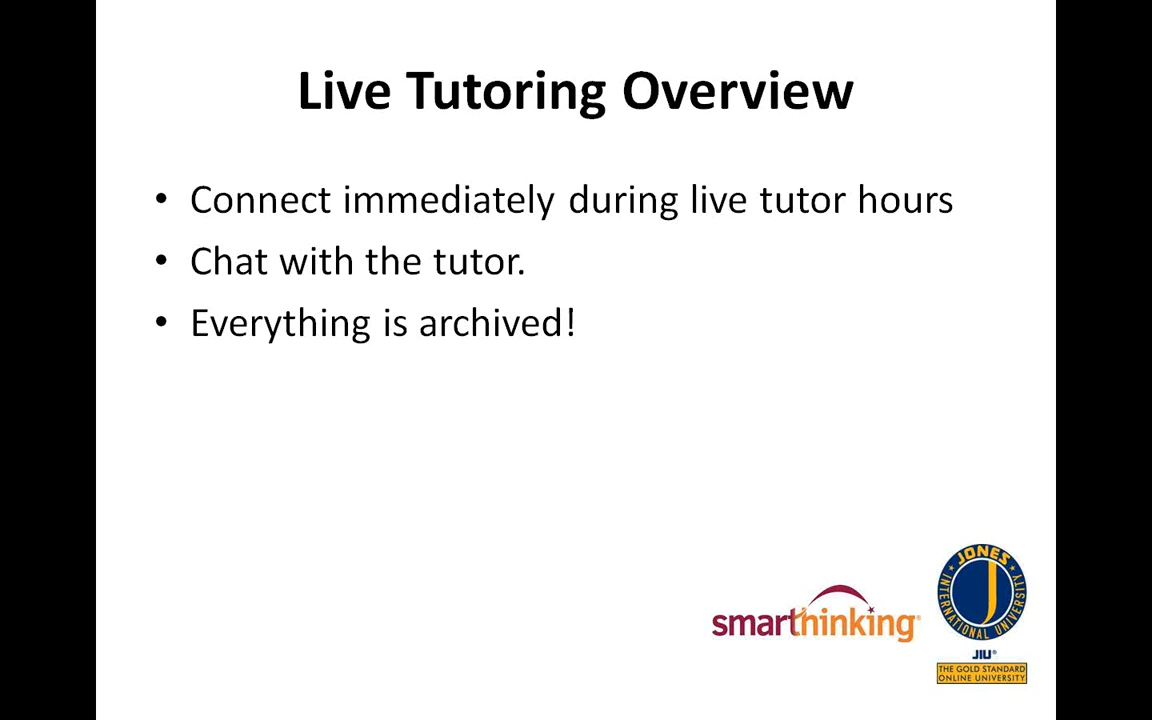 Live Tutoring Overview
• Connect immediately during live tutor hours
• Chat with the tutor.
• Everything is archived!
smarthinking®
JONES
INTERNATIONAL UNIVERSITY
J
JIU®
THE GOLD STANDARD
ONLINE UNIVERSITY